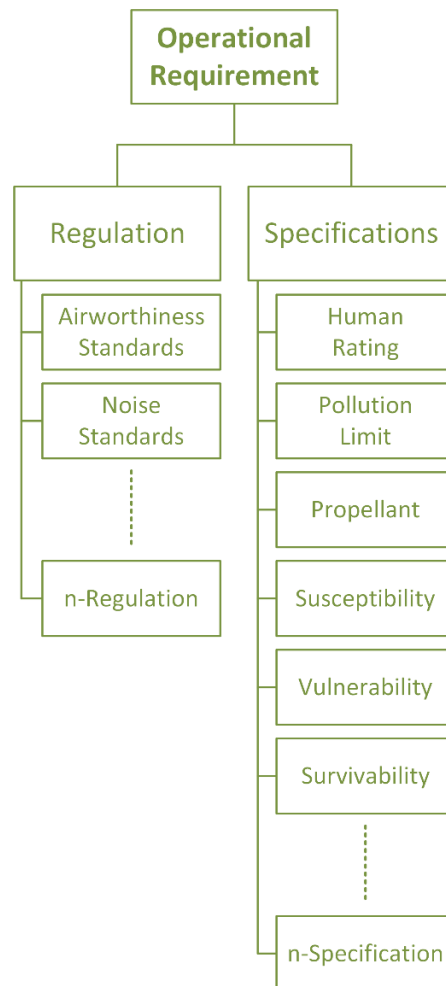 Operational
Requirement
Regulation
Specifications
Airworthiness
Standards
Noise
Standards
n-Regulation
Human
Rating
Pollution
Limit
Propellant
Susceptibility
Vulnerability
Survivability
n-Specification